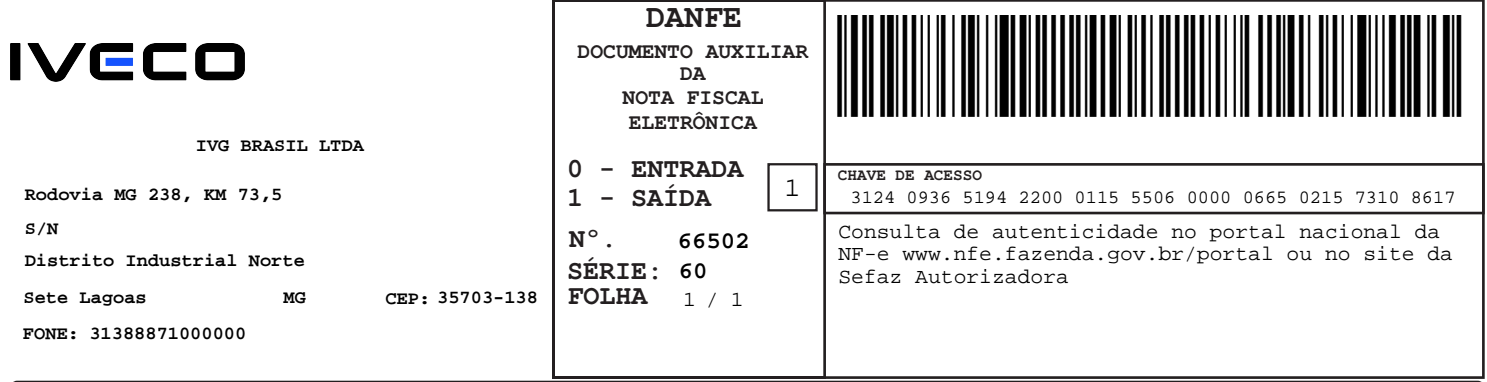 IVECO
IVG BRASIL LTDA
Rodovia MG 238, KM 73,5
S/N
Distrito Industrial Norte
Sete Lagoas MG CEP: 35703-138
FONE: 31388871000000
DANFE
DOCUMENTO AUXILIAR
DA
NOTA FISCAL
ELETRÔNICA
0 - ENTRADA
1 - SAÍDA
1
Nº. 66502
SÉRIE: 60
FOLHA 1 / 1
CHAVE DE ACESSO
3124 0936 5194 2200 0115 5506 0000 0665 0215 7310 8617
Consulta de autenticidade no portal nacional da
NF-e www.nfe.fazenda.gov.br/portal ou no site da
Sefaz Autorizadora